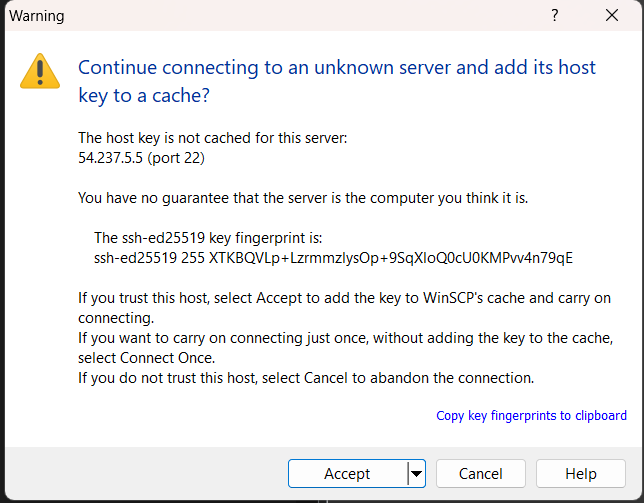 Warning
?
Continue connecting to an unknown server and add its host
key to a cache?
The host key is not cached for this server:
54.237.5.5 (port 22)
You have no guarantee that the server is the computer you think it is.
The ssh-ed25519 key fingerprint is:
ssh-ed25519 255 XTKBQVLp+LzrmmzlysOp+9SqXloQ0cU0KMPvv4n79qE
If you trust this host, select Accept to add the key to WinSCP's cache and carry on
connecting.
If you want to carry on connecting just once, without adding the key to the cache,
select Connect Once.
If you do not trust this host, select Cancel to abandon the connection.
Copy key fingerprints to clipboard
Accept
Cancel
Help